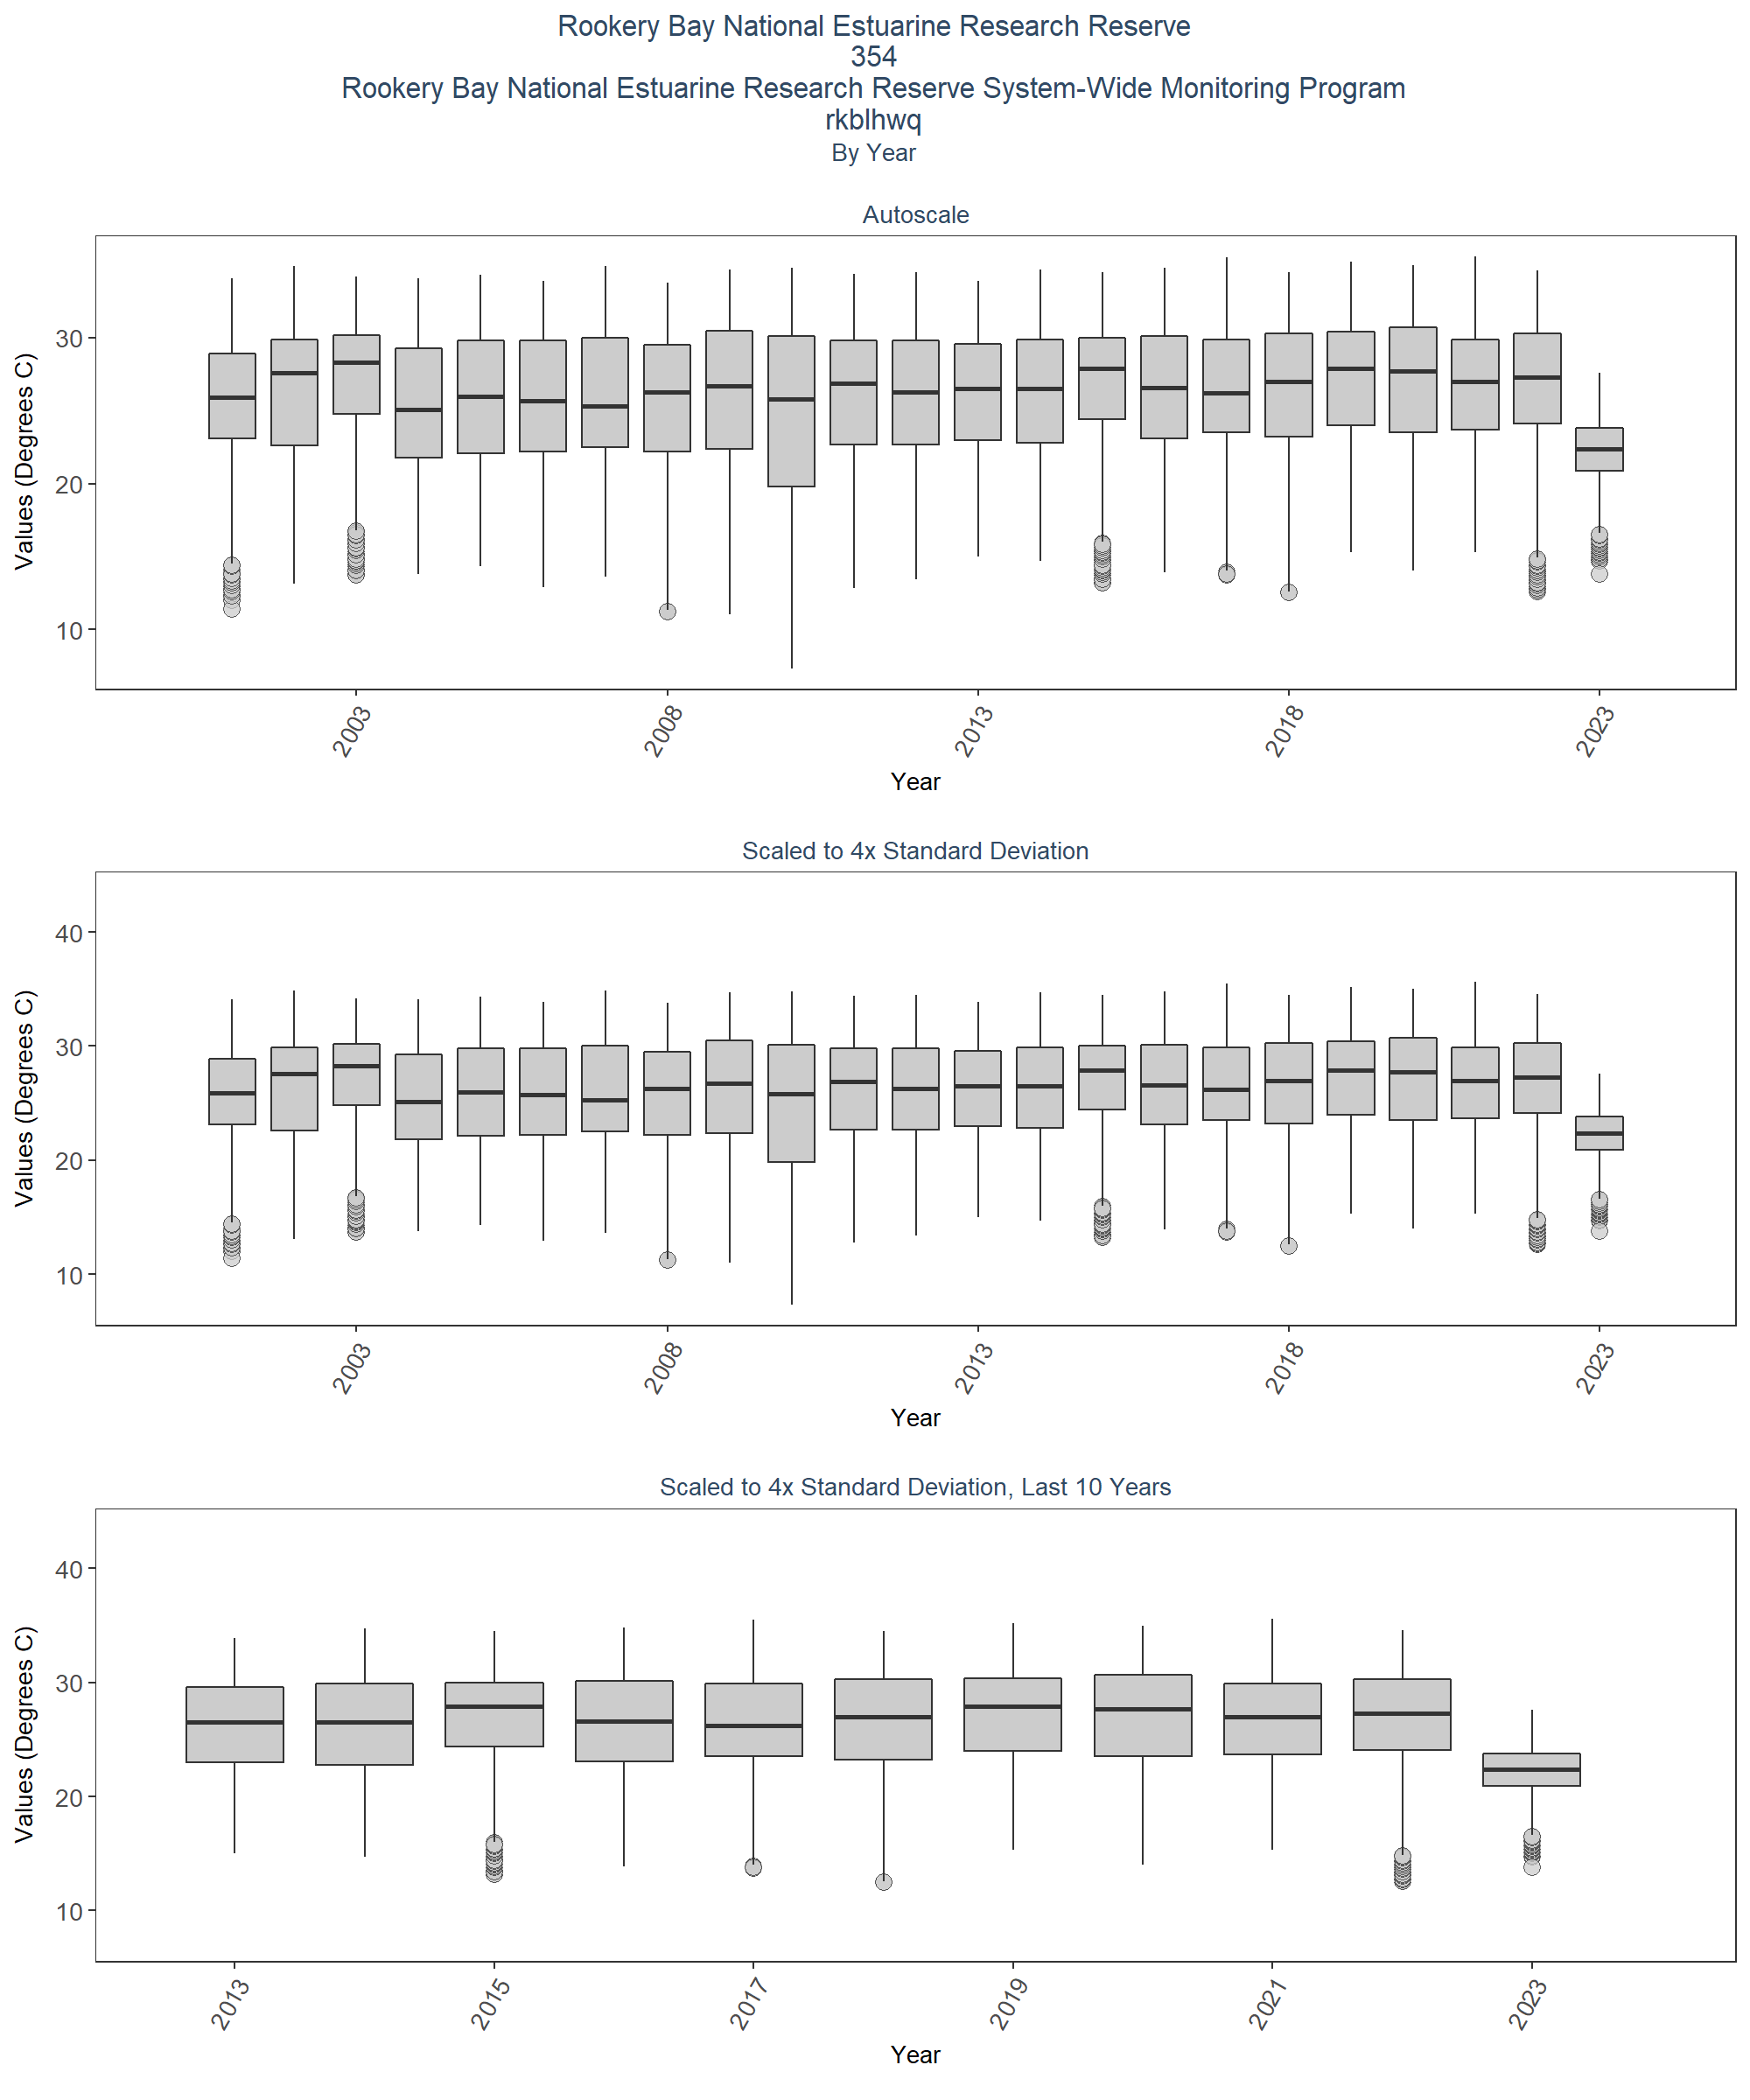 Rookery Bay National Estuarine Research Reserve
354
Rookery Bay National Estuarine Research Reserve System-Wide Monitoring Program
rkblhwq
By Year
Autoscale
Values (Degrees C)
30
20
10
2003
2008
2013
2018
2023
Year
Scaled to 4x Standard Deviation
Values (Degrees C)
40
30
20
10
2003
2008
2013
2018
2023
Year
Scaled to 4x Standard Deviation, Last 10 Years
Values (Degrees C)
40
30
20
10
2013
2015
2017
2019
2021
2023
Year